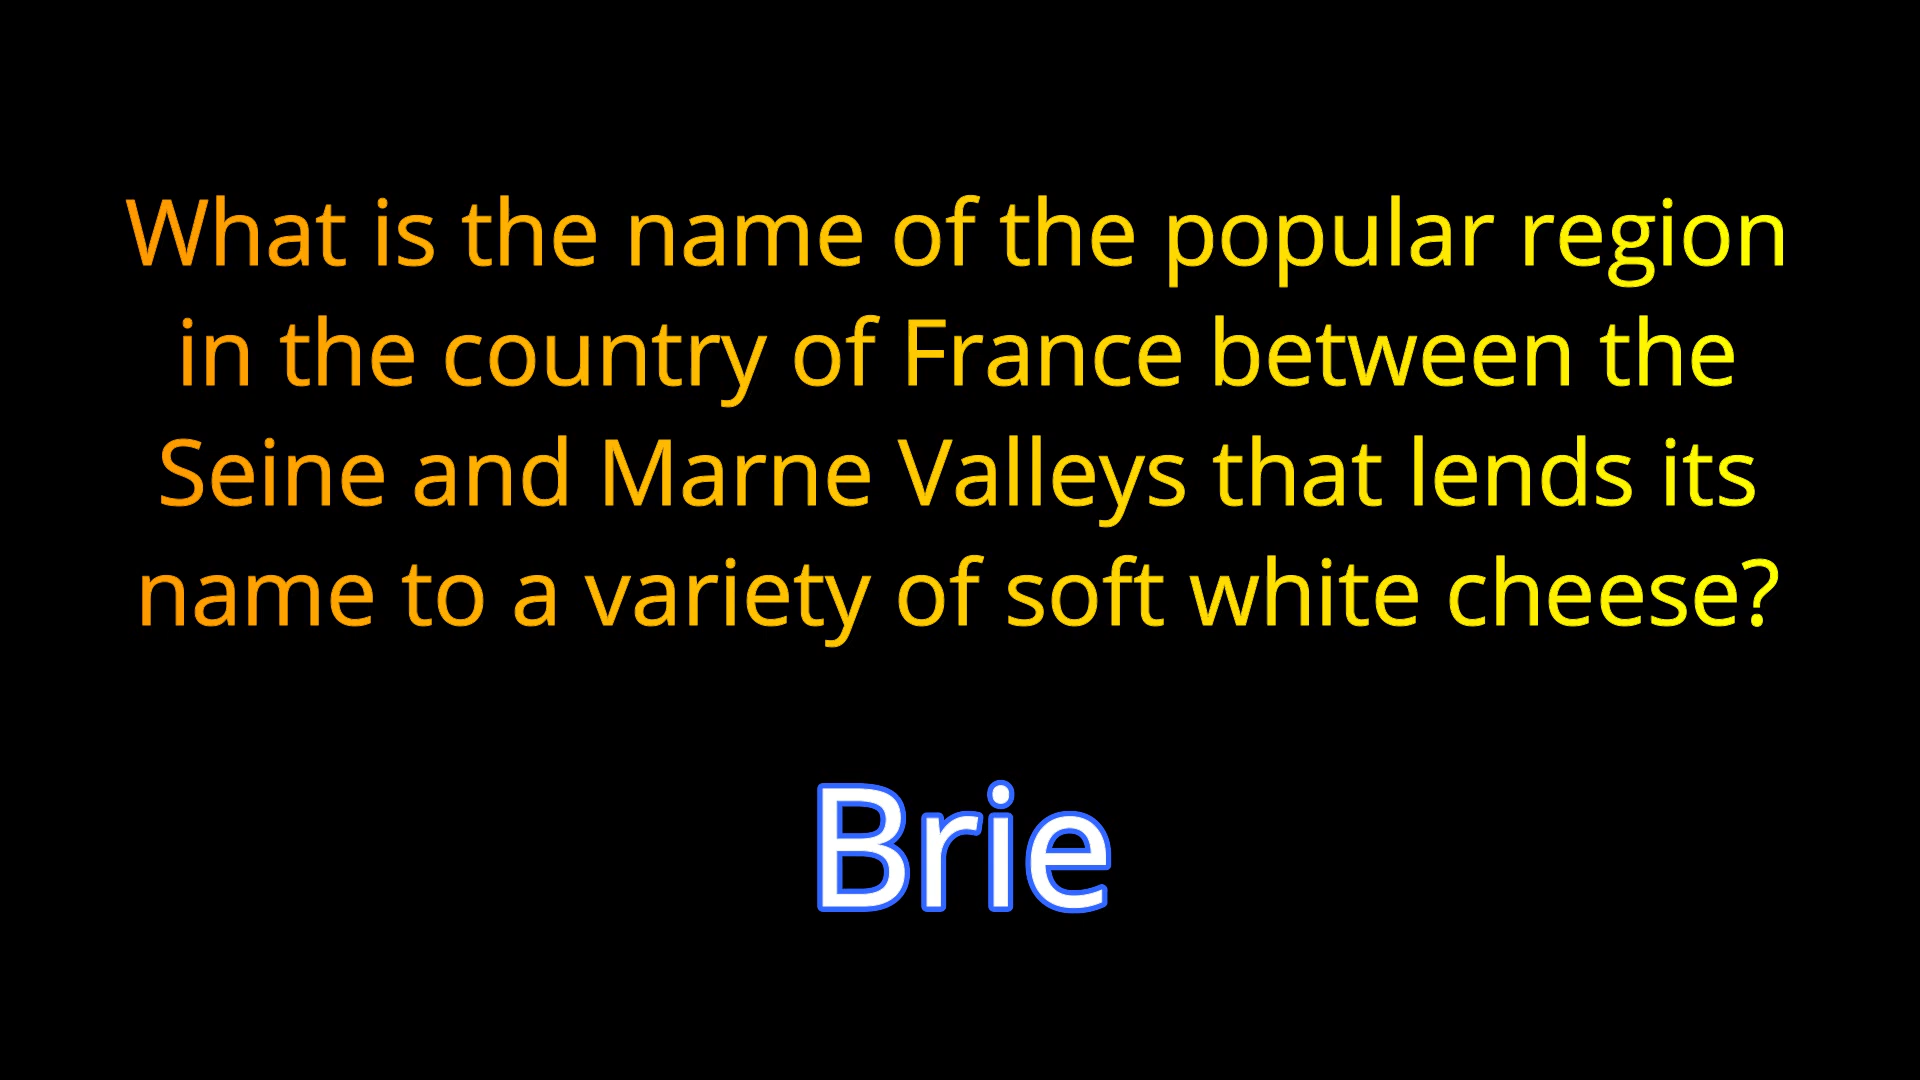 What is the name of the popular region
in the country of France between the
Seine and Marne Valleys that lends its
name to a variety of soft white cheese?
Brie